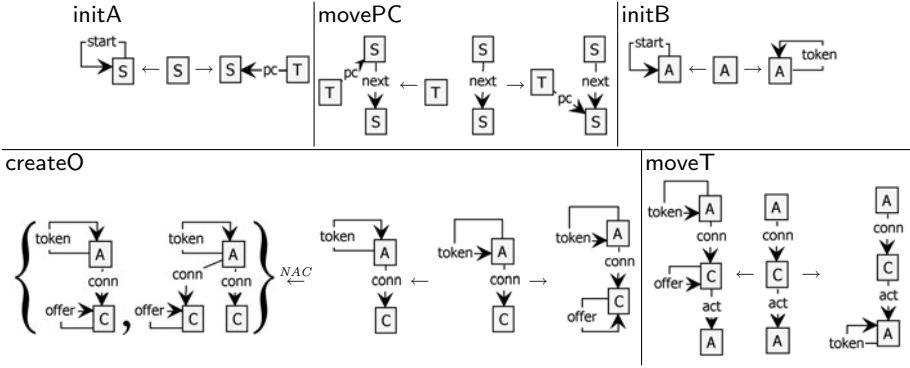 initA
start
S ← S → S pc T
movePC
S
pc
T
next
S
←
T
S
next
S
→
T
pc
S
next
S
initB
start
A ← A → A
token
createO
{
token
A
conn
offer
C
,
token
A
conn
conn
offer
C
C
}
NAC
←
token
A
conn
C
←
token
A
conn
C
→
token
A
conn
C
offer
moveT
token
A
conn
offer
C
act
A
←
A
conn
C
act
A
→
A
conn
C
act
token
A